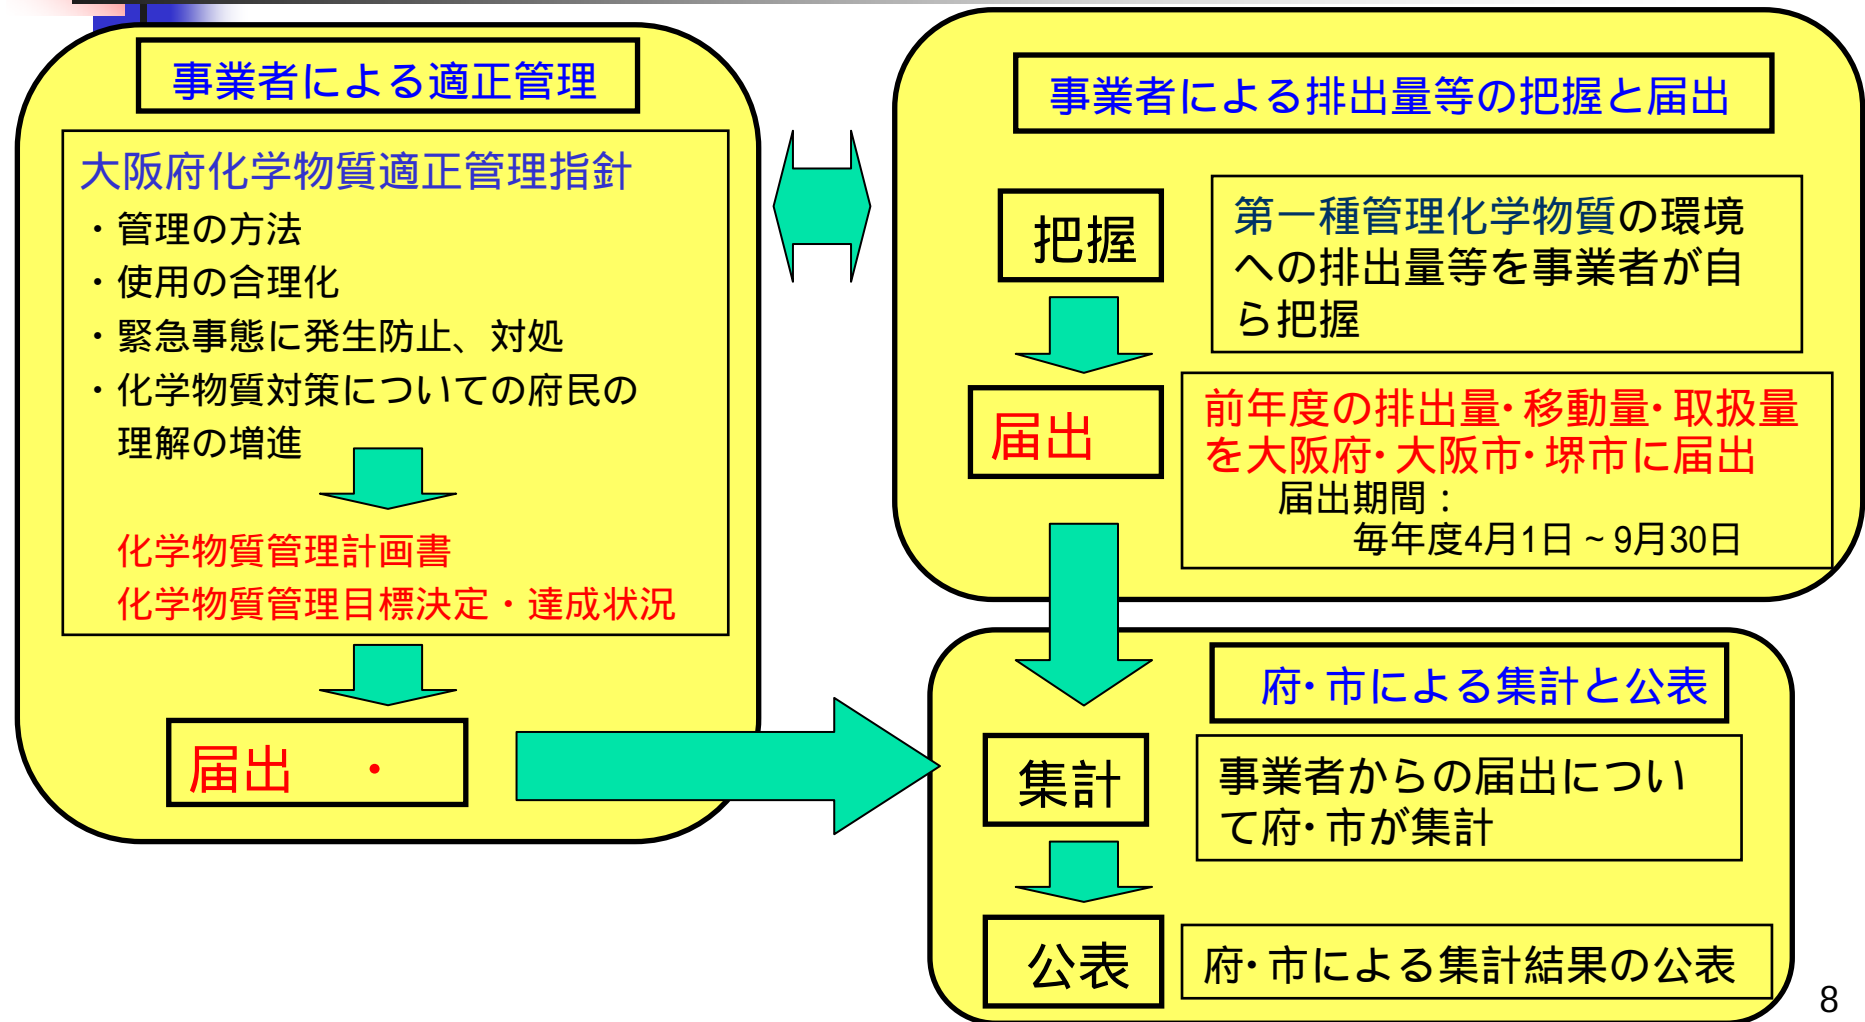 事業者による適正管理
大阪府化学物質適正管理指針
・管理の方法
・使用の合理化
・緊急事態に発生防止、対処
・化学物質対策についての府民の
理解の増進
化学物質管理計画書
化学物質管理目標決定・達成状況
届出　・
事業者による排出量等の把握と届出
把握
第一種管理化学物質の環境
への排出量等を事業者が自
ら把握
届出
前年度の排出量・移動量・取扱量
を大阪府・大阪市・堺市に届出
届出期間：
毎年度4月1日~9月30日
府・市による集計と公表
集計
事業者からの届出につい
て府・市が集計
公表
府・市による集計結果の公表
8